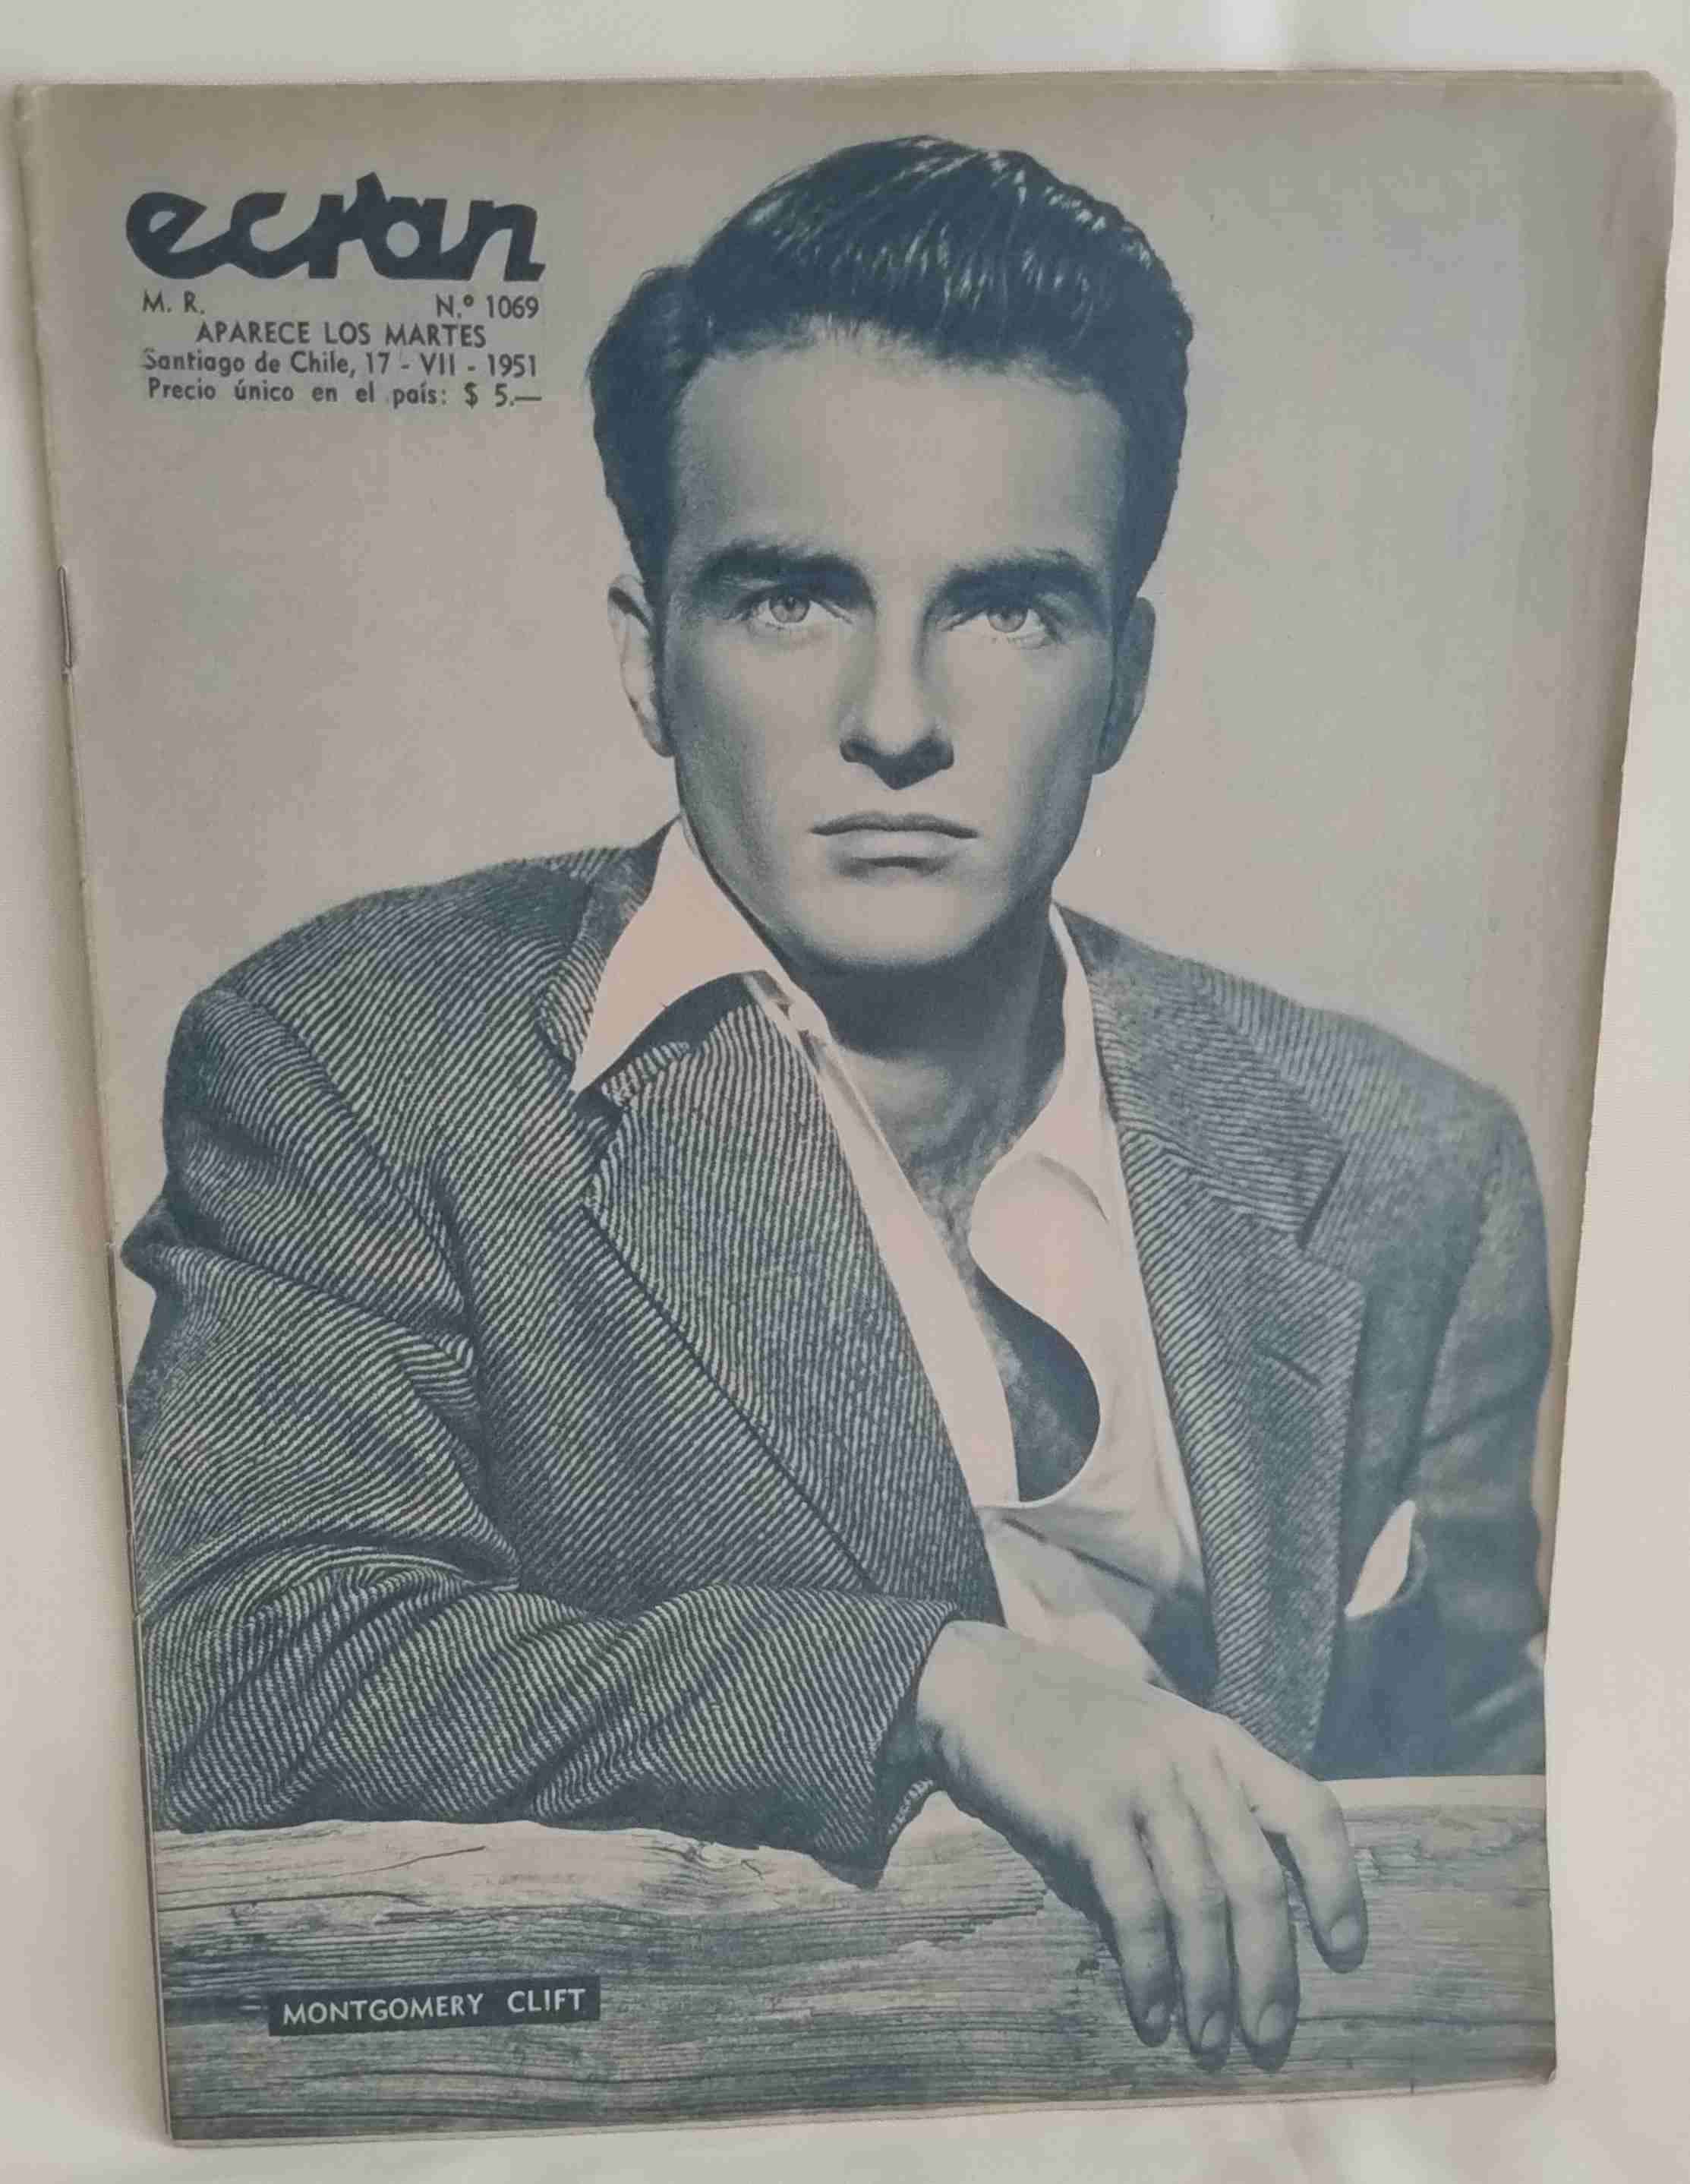 ecran
M. R. N.º 1069
APARECE LOS MARTES
Santiago de Chile, 17 - VII - 1951
Precio único en el país: $ 5.—
MONTGOMERY CLIFT